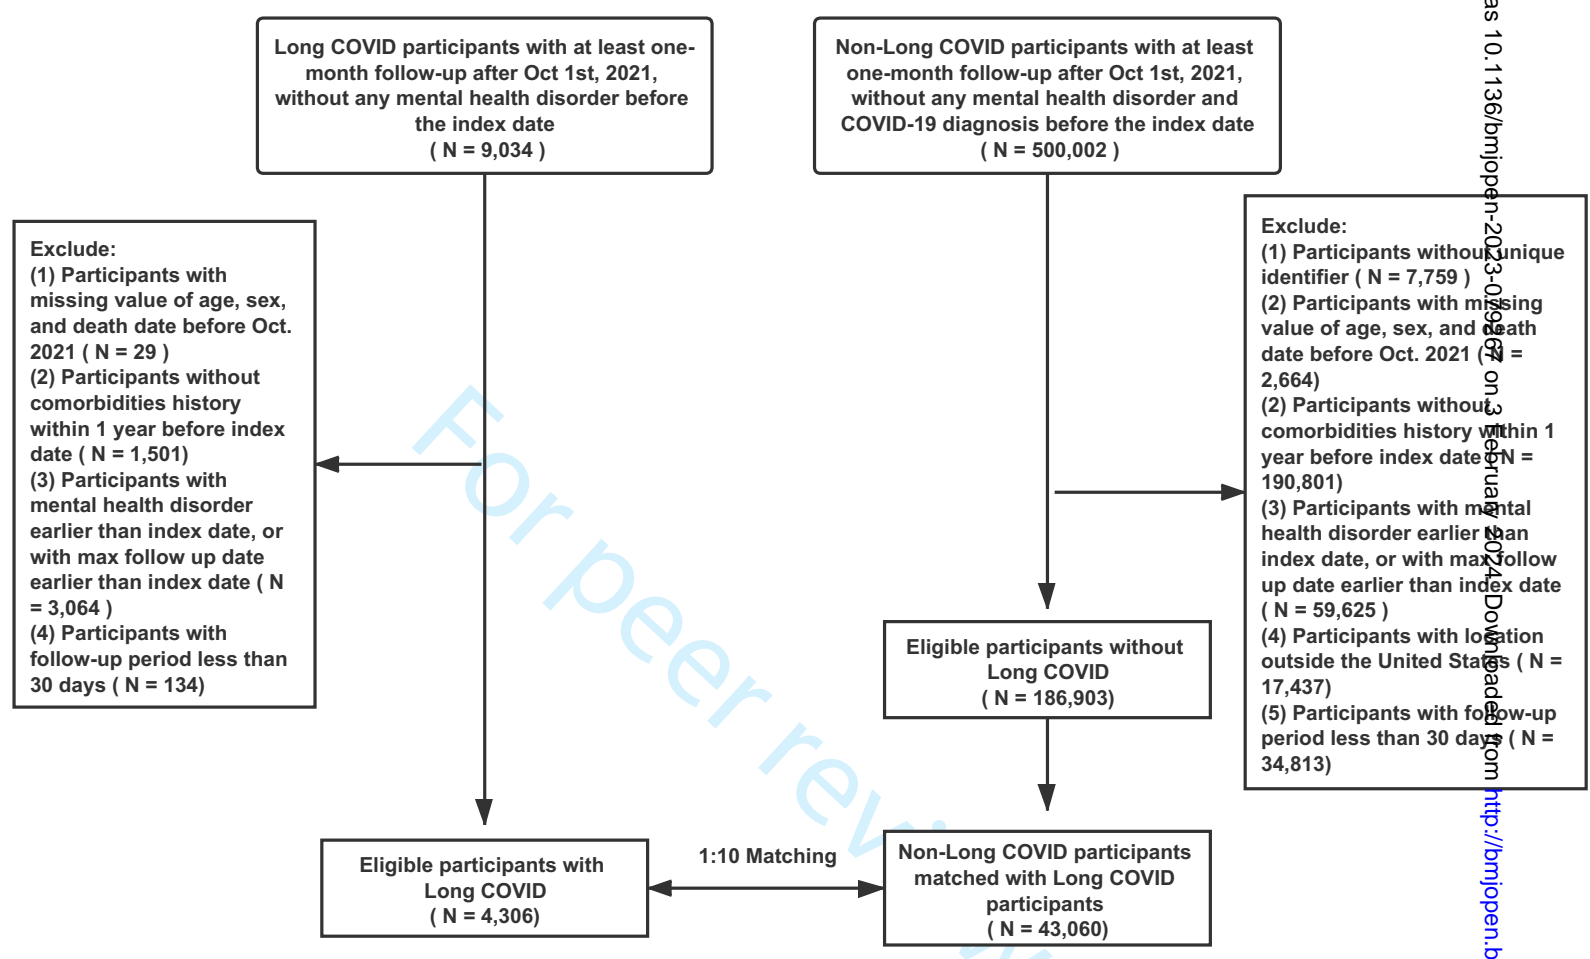 Long COVID participants with at least one-
month follow-up after Oct 1st, 2021,
without any mental health disorder before
the index date
( N = 9,034 )
Non-Long COVID participants with at least
one-month follow-up after Oct 1st, 2021,
without any mental health disorder and
COVID-19 diagnosis before the index date
( N = 500,002 )
Exclude:
(1) Participants with
missing value of age, sex,
and death date before Oct.
2021 ( N = 29 )
(2) Participants without
comorbidities history
within 1 year before index
date ( N = 1,501)
(3) Participants with
mental health disorder
earlier than index date, or
with max follow up date
earlier than index date ( N
= 3,064 )
(4) Participants with
follow-up period less than
30 days ( N = 134)
Exclude:
(1) Participants without unique
identifier ( N = 7,759 )
(2) Participants with missing
value of age, sex, and death
date before Oct. 2021 ( N =
2,664)
(2) Participants without
comorbidities history within 1
year before index date ( N =
190,801)
(3) Participants with mental
health disorder earlier than
index date, or with max follow
up date earlier than index date
( N = 59,625 )
(4) Participants with location
outside the United States ( N =
17,437)
(5) Participants with follow-up
period less than 30 days ( N =
34,813)
Eligible participants without
Long COVID
( N = 186,903)
Eligible participants with
Long COVID
( N = 4,306)
1:10 Matching
Non-Long COVID participants
matched with Long COVID
participants
( N = 43,060)
For peer revi
as 10.1136/bmjopen-2023-079267 on 3 February 2024. Downloaded from http://bmjopen.b